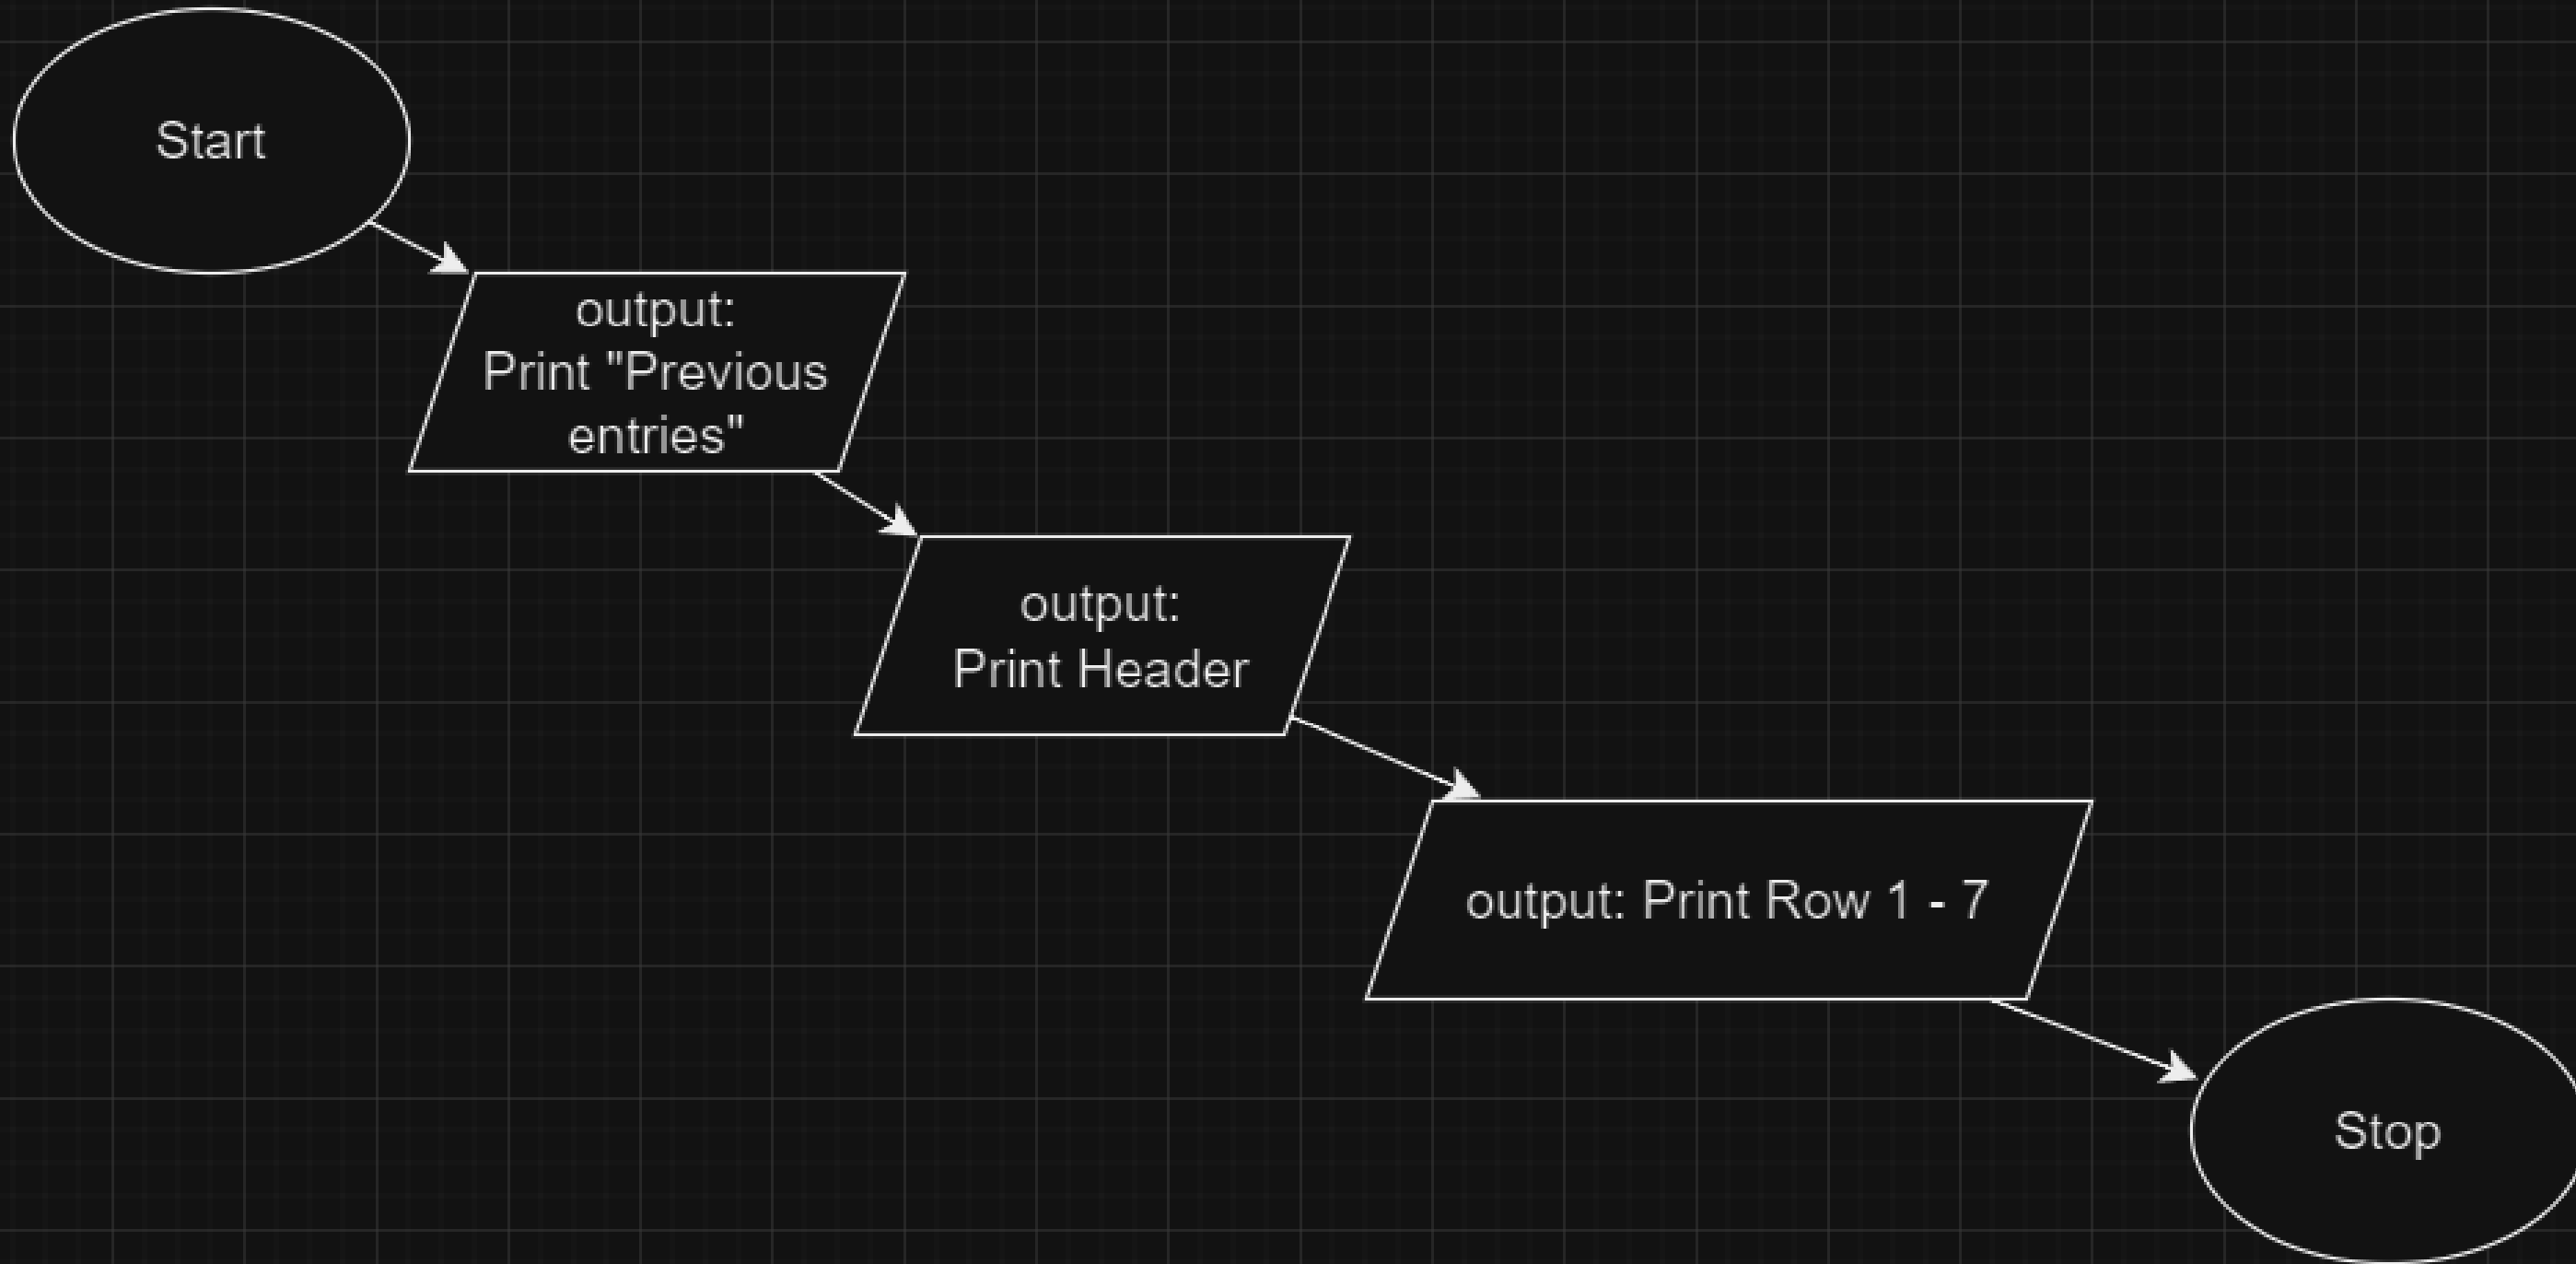 Start
output:
Print "Previous
entries"
output:
Print Header
output: Print Row 1 - 7
Stop